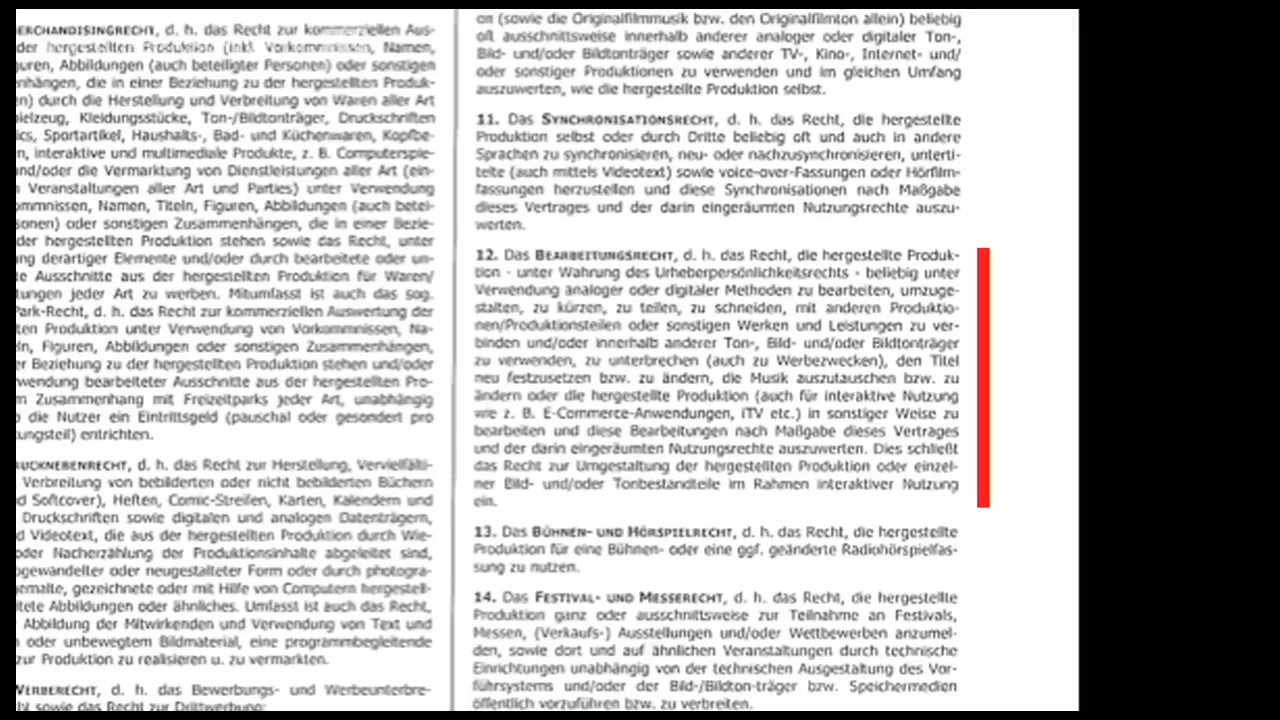 ERCHANDISINGRECHT, d. h. das Recht zur kommerziellen Aus-
der hergestellten Produktion (inkl. Vorkommnissen, Namen,
guren, Abbildungen (auch beteiligter Personen) oder sonstigen
nhängen, die in einer Beziehung zu der hergestellten Produk-
en) durch die Herstellung und Verbreitung von Waren aller Art
ielzeug, Kleidungsstücke, Ton-/Bildtonträger, Druckschriften
cs, Sportartikel, Haushalts-, Bad- und Küchenwaren, Kopfbe-
n, interaktive und multimediale Produkte, z. B. Computerspie-
und/oder die Vermarktung von Dienstleistungen aller Art (ein-
n Veranstaltungen aller Art und Parties) unter Verwendung
ommnissen, Namen, Titeln, Figuren, Abbildungen (auch betei-
sonen) oder sonstigen Zusammenhängen, die in einer Bezie-
der hergestellten Produktion stehen sowie das Recht, unter
ng derartiger Elemente und/oder durch bearbeitete oder un-
te Ausschnitte aus der hergestellten Produktion für Waren/
tungen jeder Art zu werben. Mitumfasst ist auch das sog.
Park-Recht, d. h. das Recht zur kommerziellen Auswertung der
ten Produktion unter Verwendung von Vorkommnissen, Na-
ln, Figuren, Abbildungen oder sonstigen Zusammenhängen,
er Beziehung zu der hergestellten Produktion stehen und/oder
wendung bearbeiteter Ausschnitte aus der hergestellten Pro-
m Zusammenhang mit Freizeitparks jeder Art, unabhängig
b die Nutzer ein Eintrittsgeld (pauschal oder gesondert pro
tungsteil) entrichten.
RUCKNEBENRECHT, d. h. das Recht zur Herstellung, Vervielfälti-
Verbreitung von bebilderten oder nicht bebilderten Büchern
d Softcover), Heften, Comic-Streifen, Karten, Kalendern und
Druckschriften sowie digitalen und analogen Datenträgern,
d Videotext, die aus der hergestellten Produktion durch Wie-
oder Nacherzählung der Produktionsinhalte abgeleitet sind,
bgewandelter oder neugestalteter Form oder durch photogra-
emalte, gezeichnete oder mit Hilfe von Computern hergestell-
itete Abbildungen oder ähnliches. Umfasst ist auch das Recht,
Abbildung der Mitwirkenden und Verwendung von Text und
oder unbewegtem Bildmaterial, eine programmbegleitende
zur Produktion zu realisieren u. zu vermarkten.
WERBERECHT, d. h. das Bewerbungs- und Werbeunterbre-
ht sowie das Recht zur Drittwerbung;
on (sowie die Originalfilmmusik bzw. den Originalfilmton allein) beliebig
oft ausschnittsweise innerhalb anderer analoger oder digitaler Ton-,
Bild- und/oder Bildtonträger sowie anderer TV-, Kino-, Internet- und/
oder sonstiger Produktionen zu verwenden und im gleichen Umfang
auszuwerten, wie die hergestellte Produktion selbst.
11. Das SYNCHRONISATIONSRECHT, d. h. das Recht, die hergestellte
Produktion selbst oder durch Dritte beliebig oft und auch in andere
Sprachen zu synchronisieren, neu- oder nachzusynchronisieren, unterti-
teln (auch mittels Videotext) sowie voice-over-Fassungen oder Hörfilm-
fassungen herzustellen und diese Synchronisationen nach Maßgabe
dieses Vertrages und der darin eingeräumten Nutzungsrechte auszu-
werten.
12. Das BEARBEITUNGSRECHT, d. h. das Recht, die hergestellte Produk-
tion - unter Wahrung des Urheberpersönlichkeitsrechts - beliebig unter
Verwendung analoger oder digitaler Methoden zu bearbeiten, umzuge-
stalten, zu kürzen, zu teilen, zu schneiden, mit anderen Produktio-
nen/Produktionsteilen oder sonstigen Werken und Leistungen zu ver-
binden und/oder innerhalb anderer Ton-, Bild- und/oder Bildtonträger
zu verwenden, zu unterbrechen (auch zu Werbezwecken), den Titel
neu festzusetzen bzw. zu ändern, die Musik auszutauschen bzw. zu
ändern oder die hergestellte Produktion (auch für interaktive Nutzung
wie z. B. E-Commerce-Anwendungen, iTV etc.) in sonstiger Weise zu
bearbeiten und diese Bearbeitungen nach Maßgabe dieses Vertrages
und der darin eingeräumten Nutzungsrechte auszuwerten. Dies schließt
das Recht zur Umgestaltung der hergestellten Produktion oder einzel-
ner Bild- und/oder Tonbestandteile im Rahmen interaktiver Nutzung
ein.
13. Das BÜHNEN- UND HÖRSPIELRECHT, d. h. das Recht, die hergestellte
Produktion für eine Bühnen- oder eine ggf. geänderte Radiohörspielfas-
sung zu nutzen.
14. Das FESTIVAL- UND MESSERECHT, d. h. das Recht, die hergestellte
Produktion ganz oder ausschnittsweise zur Teilnahme an Festivals,
Messen, (Verkaufs-) Ausstellungen und/oder Wettbewerben anzumel-
den, sowie dort und auf ähnlichen Veranstaltungen durch technische
Einrichtungen unabhängig von der technischen Ausgestaltung des Vor-
führsystems und/oder der Bild-/Bildton-träger bzw. Speichermedien
öffentlich vorzuführen bzw. zu verbreiten.